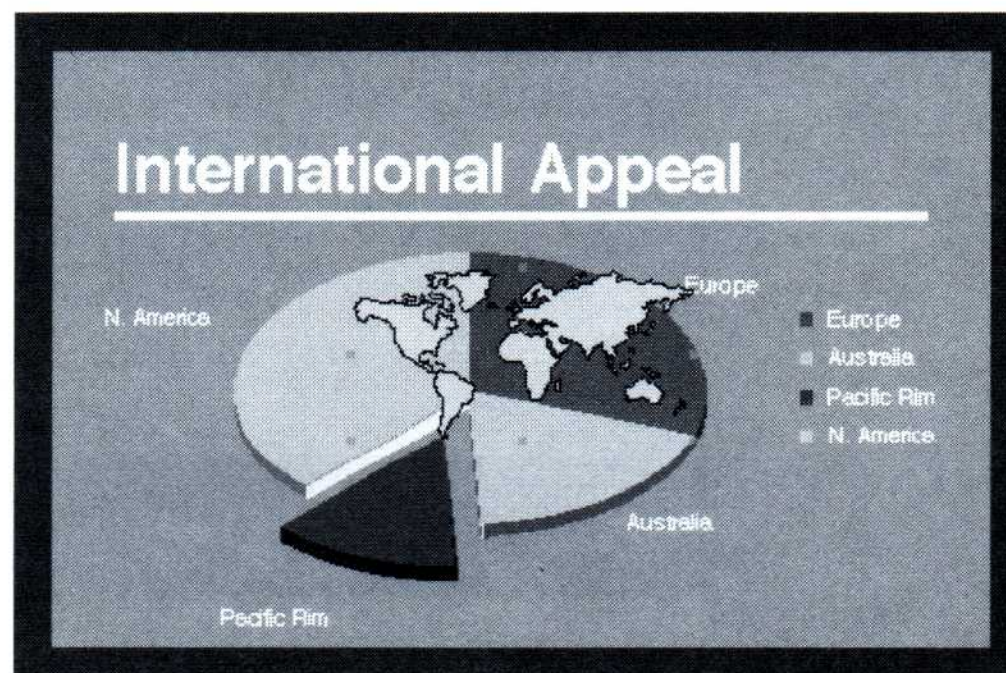 International Appeal
Europe
N. America
Europe
Australia
Pacific Rim
N. America
Australia
Pacific Rim